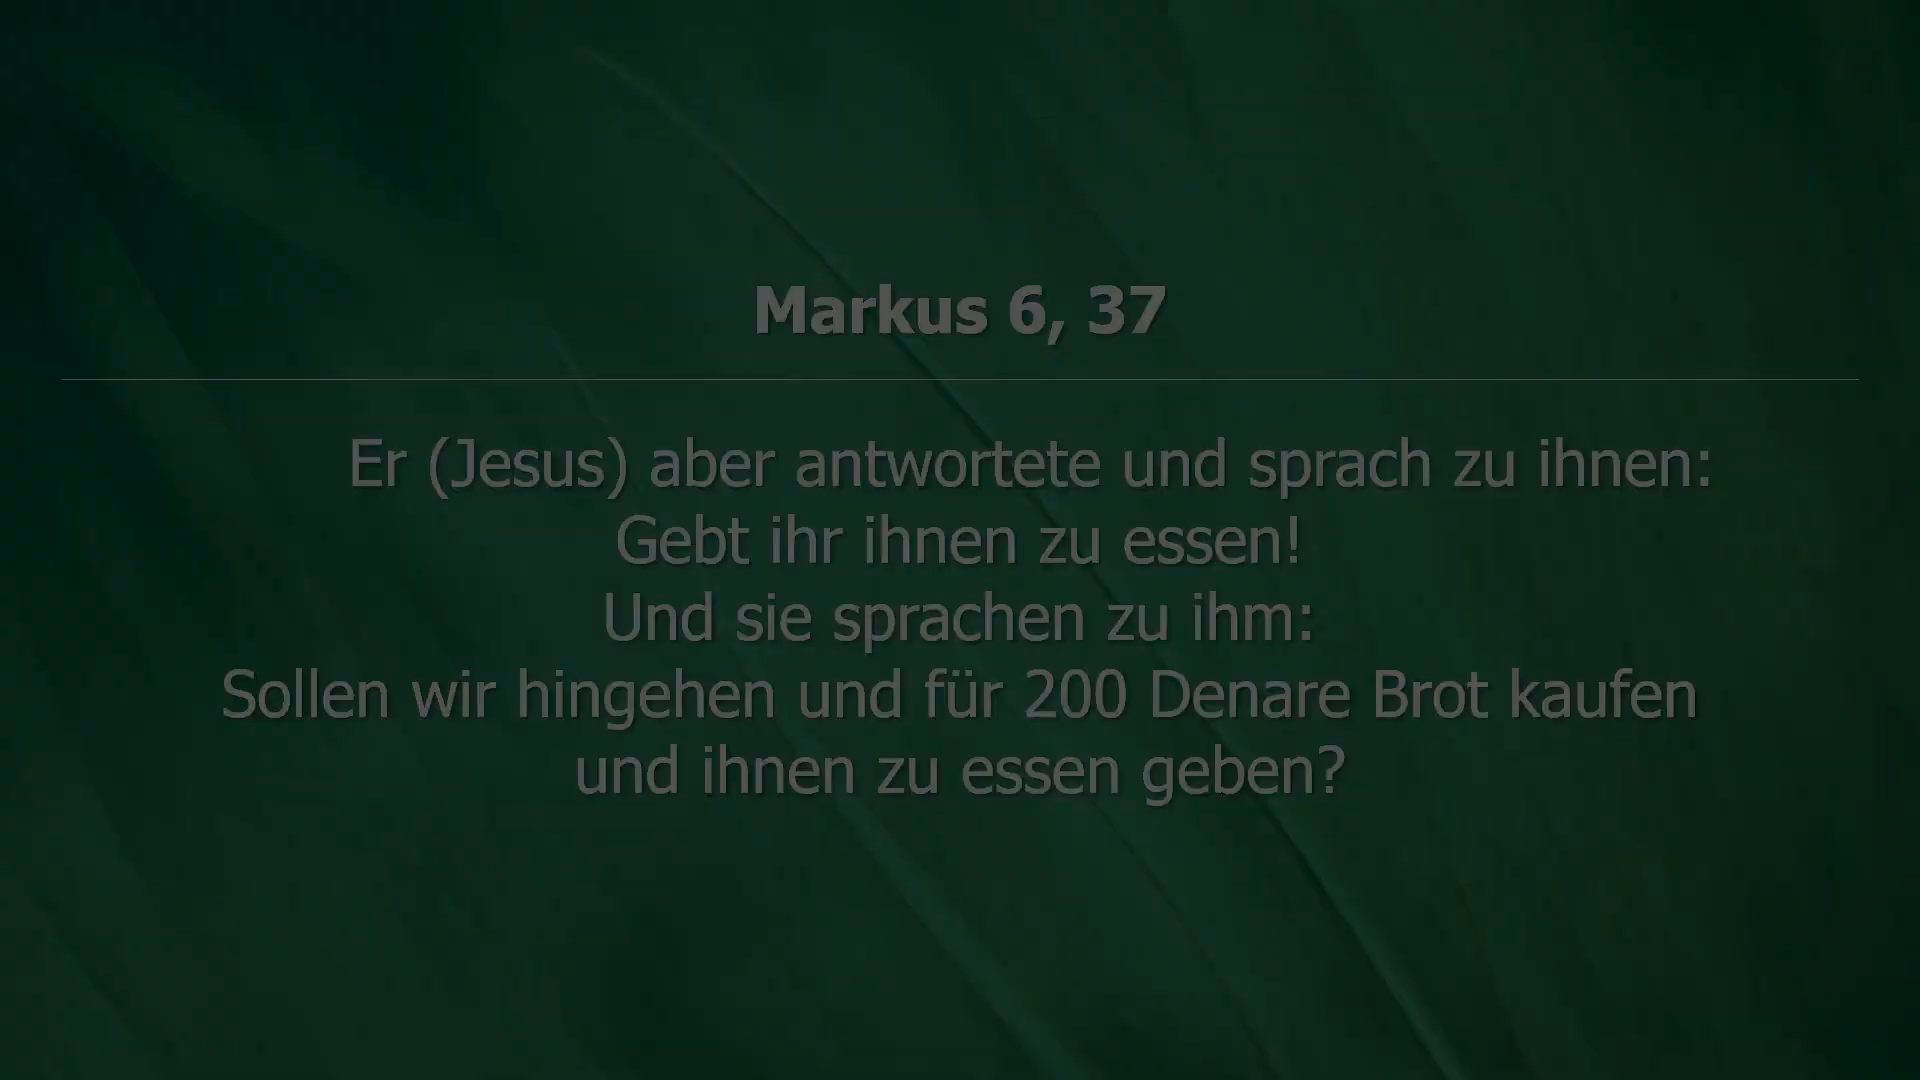 Markus 6, 37
Er (Jesus) aber antwortete und sprach zu ihnen:
Gebt ihr ihnen zu essen!
Und sie sprachen zu ihm:
Sollen wir hingehen und für 200 Denare Brot kaufen
und ihnen zu essen geben?